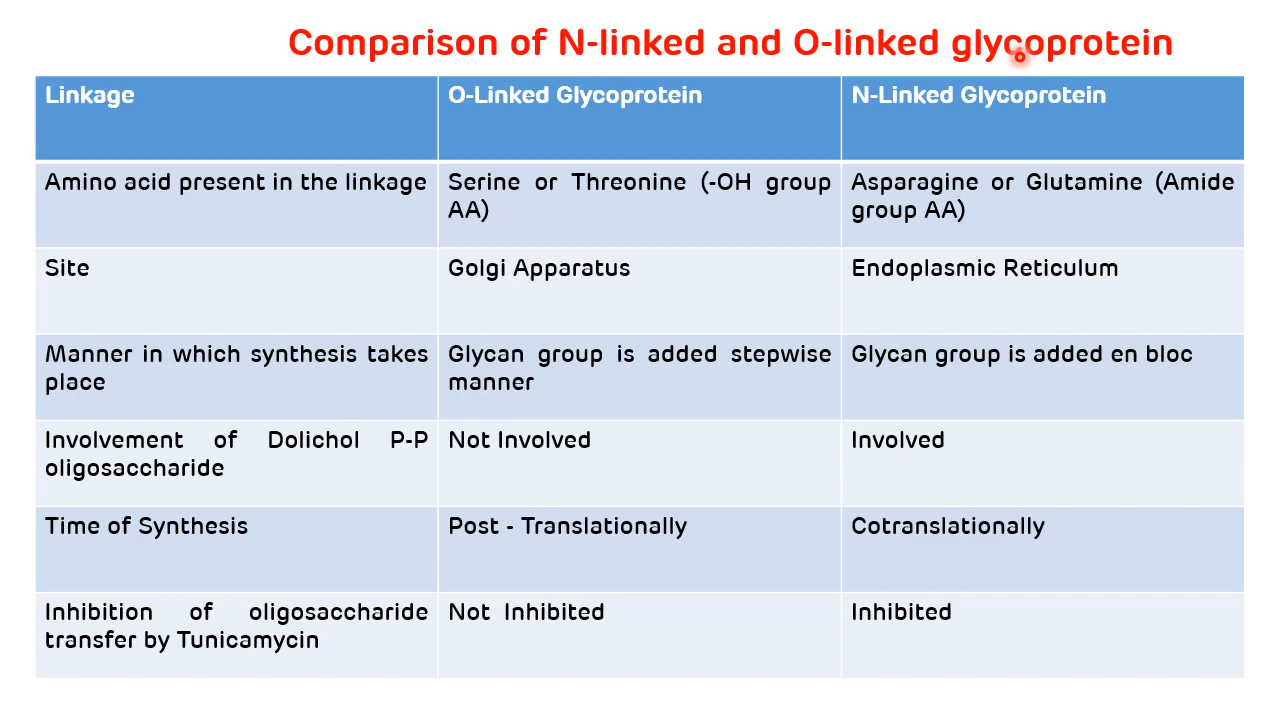 Comparison of N-linked and O-linked glycoprotein
Linkage
O-Linked Glycoprotein
N-Linked Glycoprotein
Amino acid present in the linkage
Serine or Threonine (-OH group
AA)
Asparagine or Glutamine (Amide
group AA)
Site
Golgi Apparatus
Endoplasmic Reticulum
Manner in which synthesis takes
place
Glycan group is added stepwise
manner
Glycan group is added en bloc
Involvement of Dolichol P-P
oligosaccharide
Not Involved
Involved
Time of Synthesis
Post - Translationally
Cotranslationally
Inhibition of oligosaccharide
transfer by Tunicamycin
Not Inhibited
Inhibited